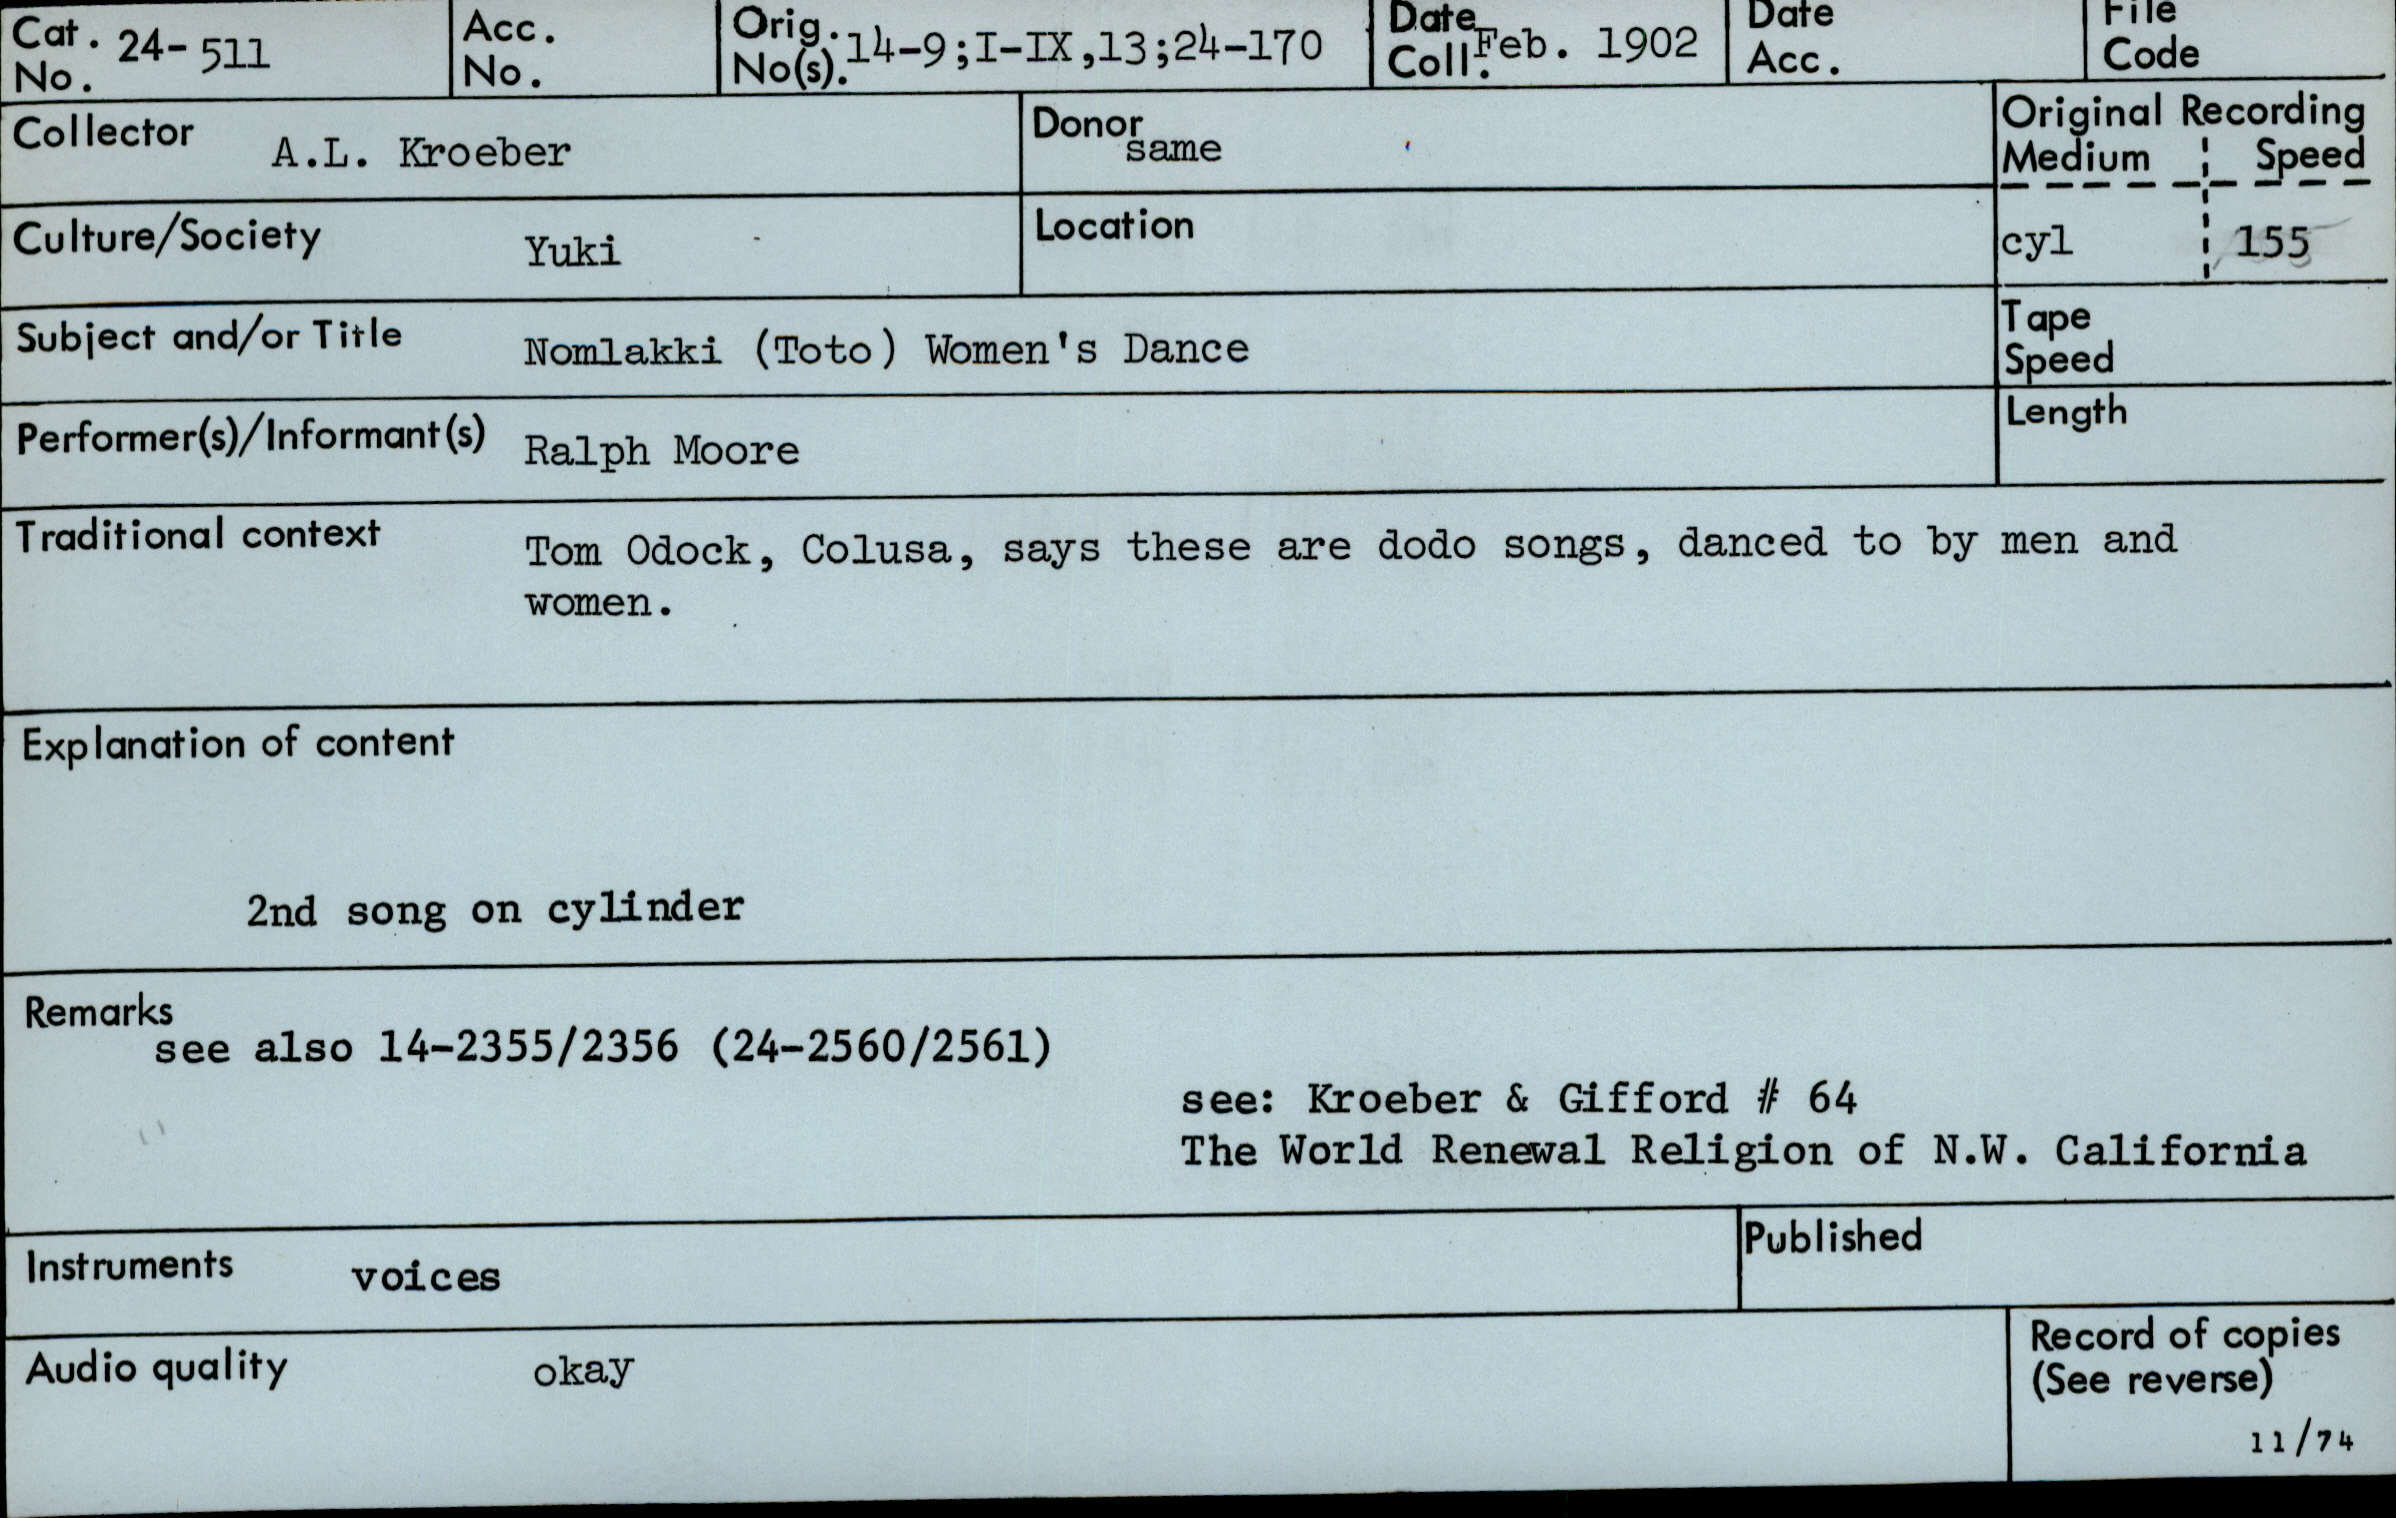 Cat. No. 24-511
Acc. No.
Orig. No(s). 14-9;I-IX,13;24-170
Date Coll. Feb. 1902
Date Acc.
File Code
Collector A.L. Kroeber
Donor same
Original Recording
Medium Speed
cyl 155
Culture/Society Yuki
Location
Subject and/or Title Nomlakki (Toto) Women's Dance
Tape Speed
Performer(s)/Informant(s) Ralph Moore
Length
Traditional context Tom Odock, Colusa, says these are dodo songs, danced to by men and
women.
Explanation of content
2nd song on cylinder
Remarks
see also 14-2355/2356 (24-2560/2561)
see: Kroeber & Gifford # 64
The World Renewal Religion of N.W. California
Instruments voices
Published
Audio quality okay
Record of copies
(See reverse)
11/74